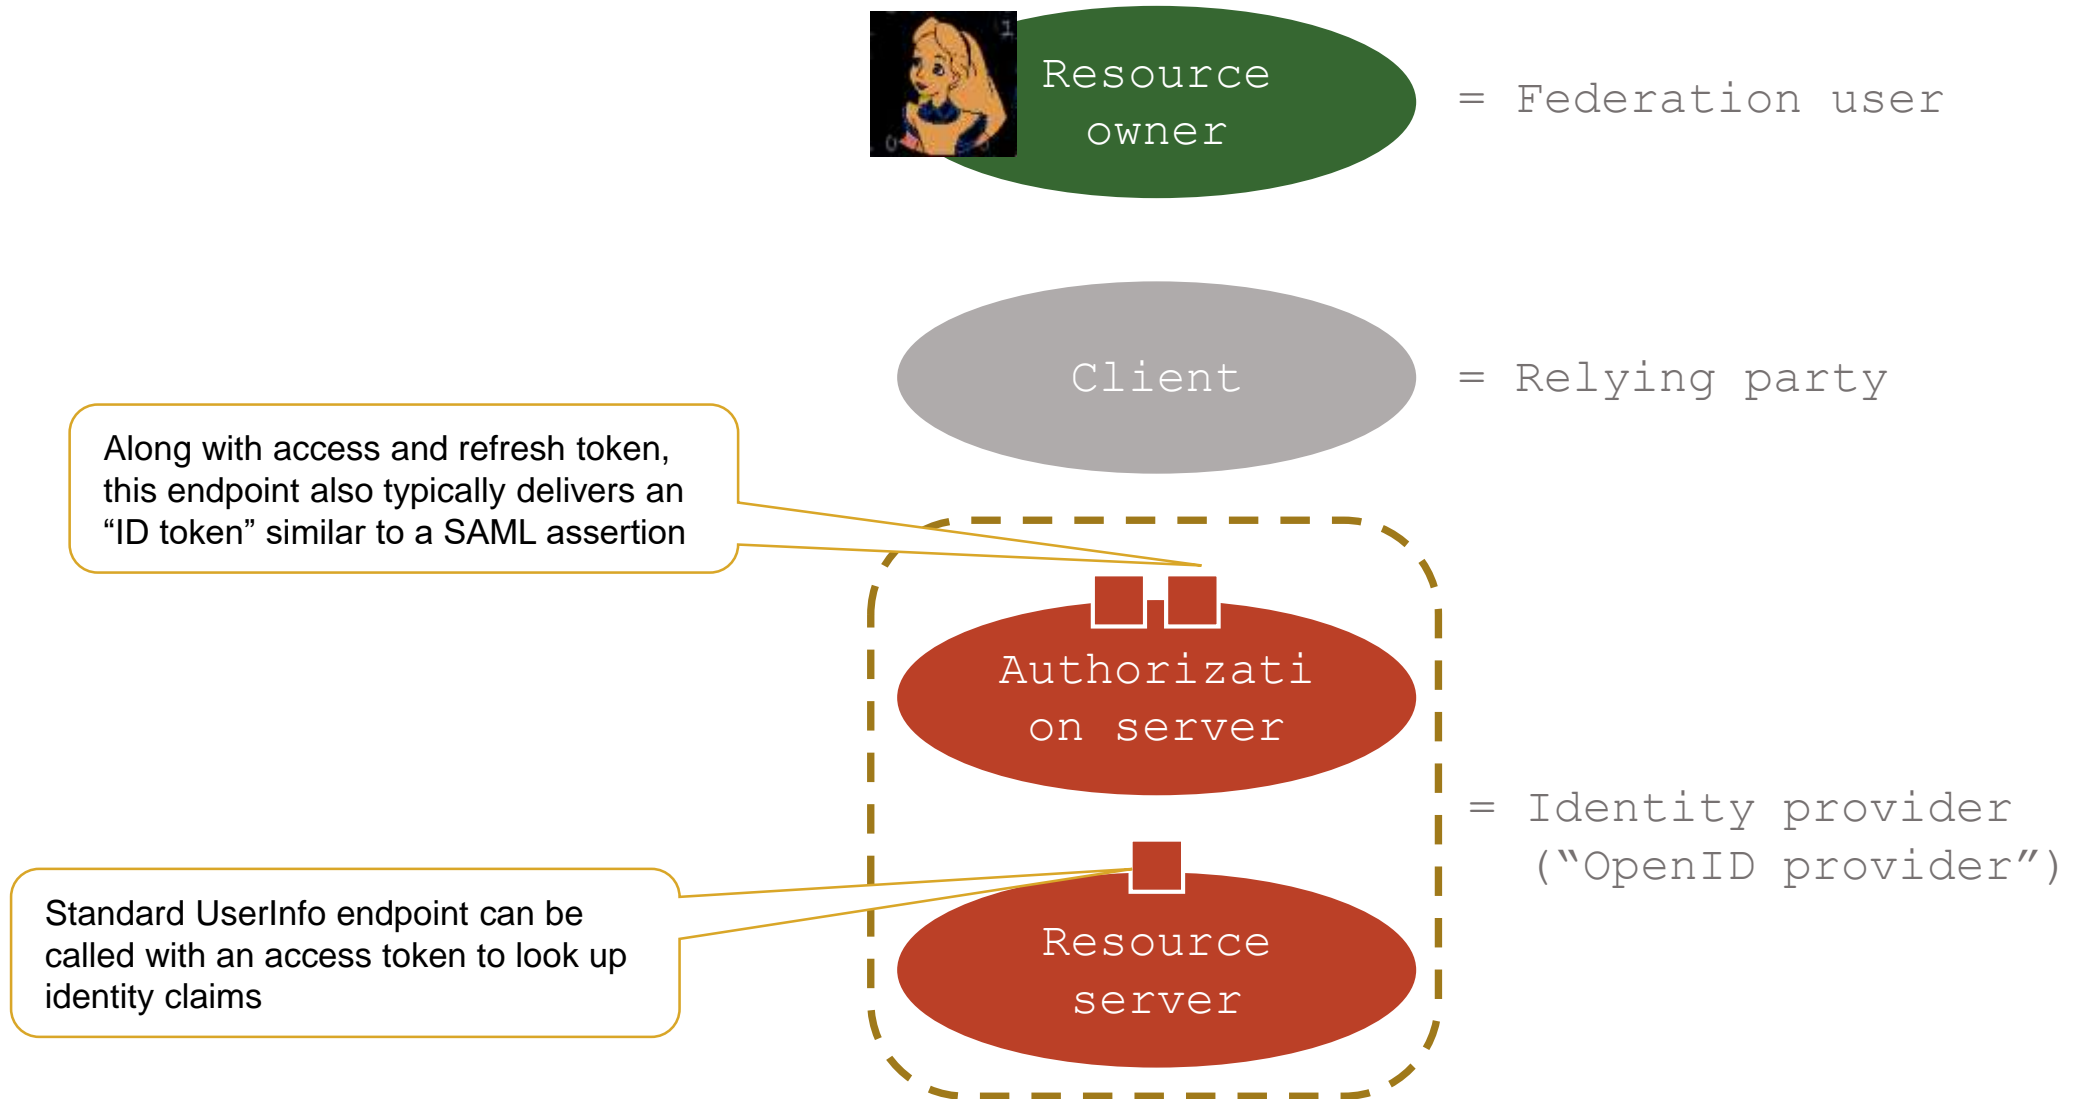 Resource
owner
= Federation user
Client
= Relying party
Along with access and refresh token,
this endpoint also typically delivers an
“ID token” similar to a SAML assertion
Authorizati
on server
= Identity provider
(“OpenID provider”)
Standard UserInfo endpoint can be
called with an access token to look up
identity claims
Resource
server